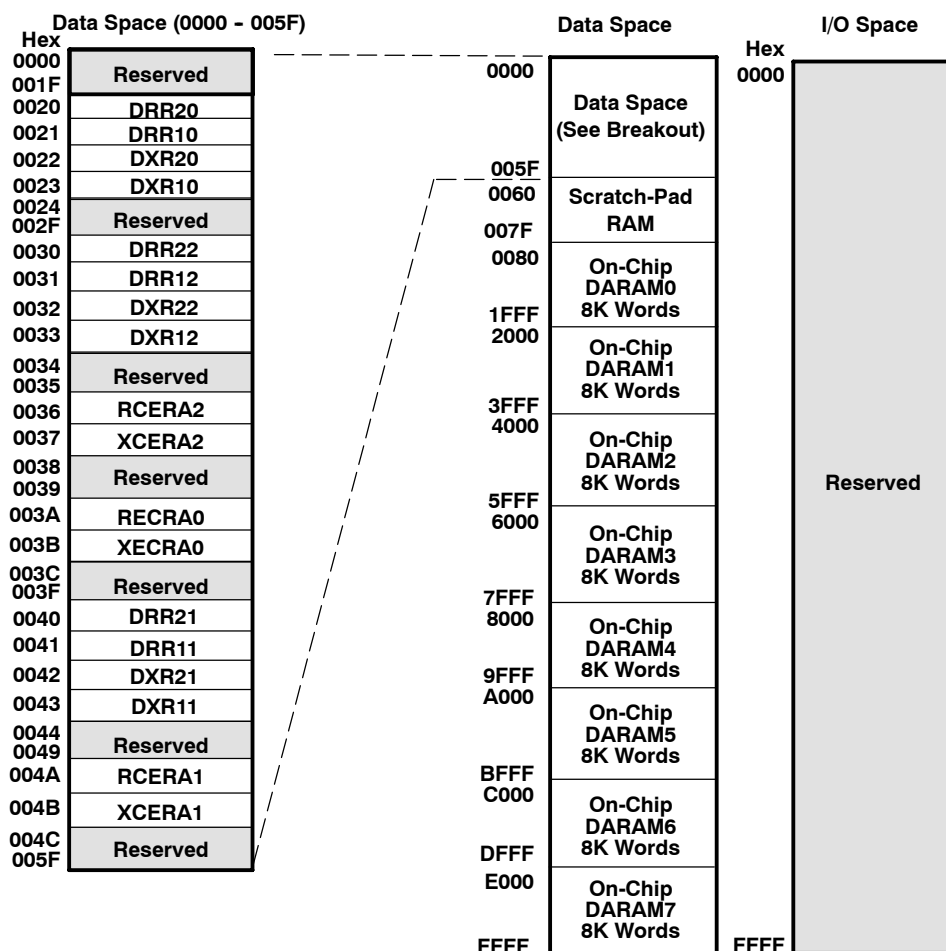 Data Space (0000 - 005F)
Hex
0000
Reserved
001F
0020
DRR20
0021
DRR10
0022
DXR20
0023
DXR10
0024
Reserved
002F
0030
DRR22
0031
DRR12
0032
DXR22
0033
DXR12
0034
Reserved
0035
0036
RCERA2
0037
XCERA2
0038
Reserved
0039
003A
RECRA0
003B
XECRA0
003C
Reserved
003F
0040
DRR21
0041
DRR11
0042
DXR21
0043
DXR11
0044
Reserved
0049
004A
RCERA1
004B
XCERA1
004C
Reserved
005F
Data Space
0000
Data Space
(See Breakout)
005F
0060
Scratch-Pad
RAM
007F
0080
On-Chip
DARAM0
8K Words
1FFF
2000
On-Chip
DARAM1
8K Words
3FFF
4000
On-Chip
DARAM2
8K Words
5FFF
6000
On-Chip
DARAM3
8K Words
7FFF
8000
On-Chip
DARAM4
8K Words
9FFF
A000
On-Chip
DARAM5
8K Words
BFFF
C000
On-Chip
DARAM6
8K Words
DFFF
E000
On-Chip
DARAM7
8K Words
FFFF
I/O Space
Hex
0000
Reserved
FFFF